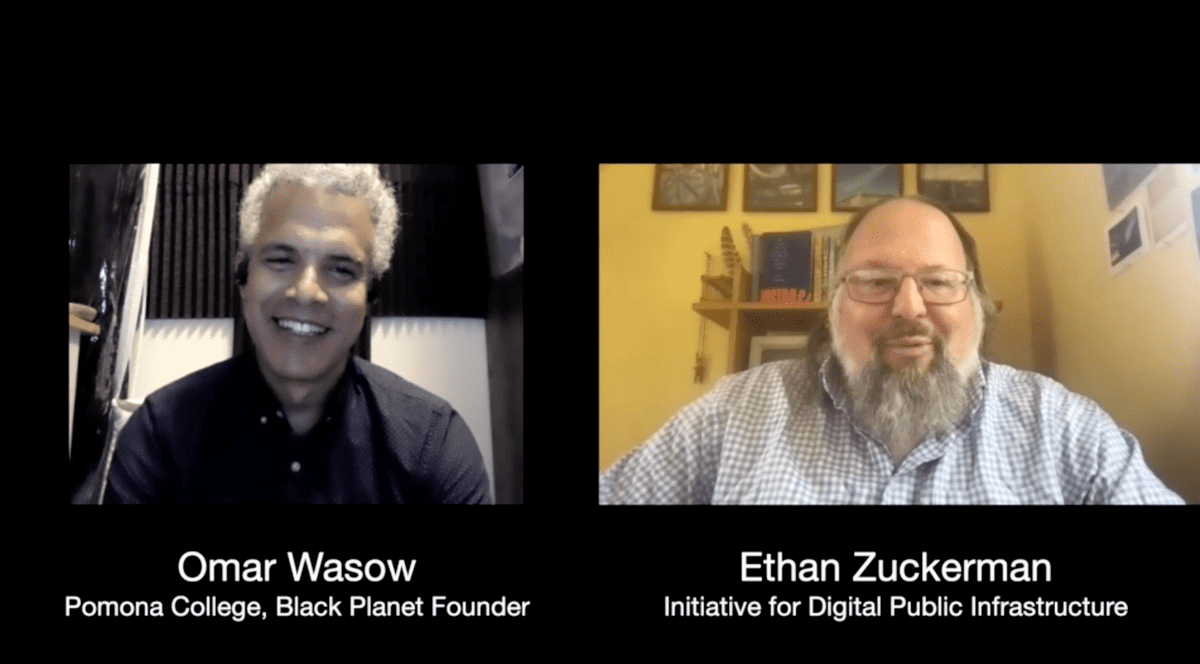 Omar Wasow
Pomona College, Black Planet Founder
Ethan Zuckerman
Initiative for Digital Public Infrastructure